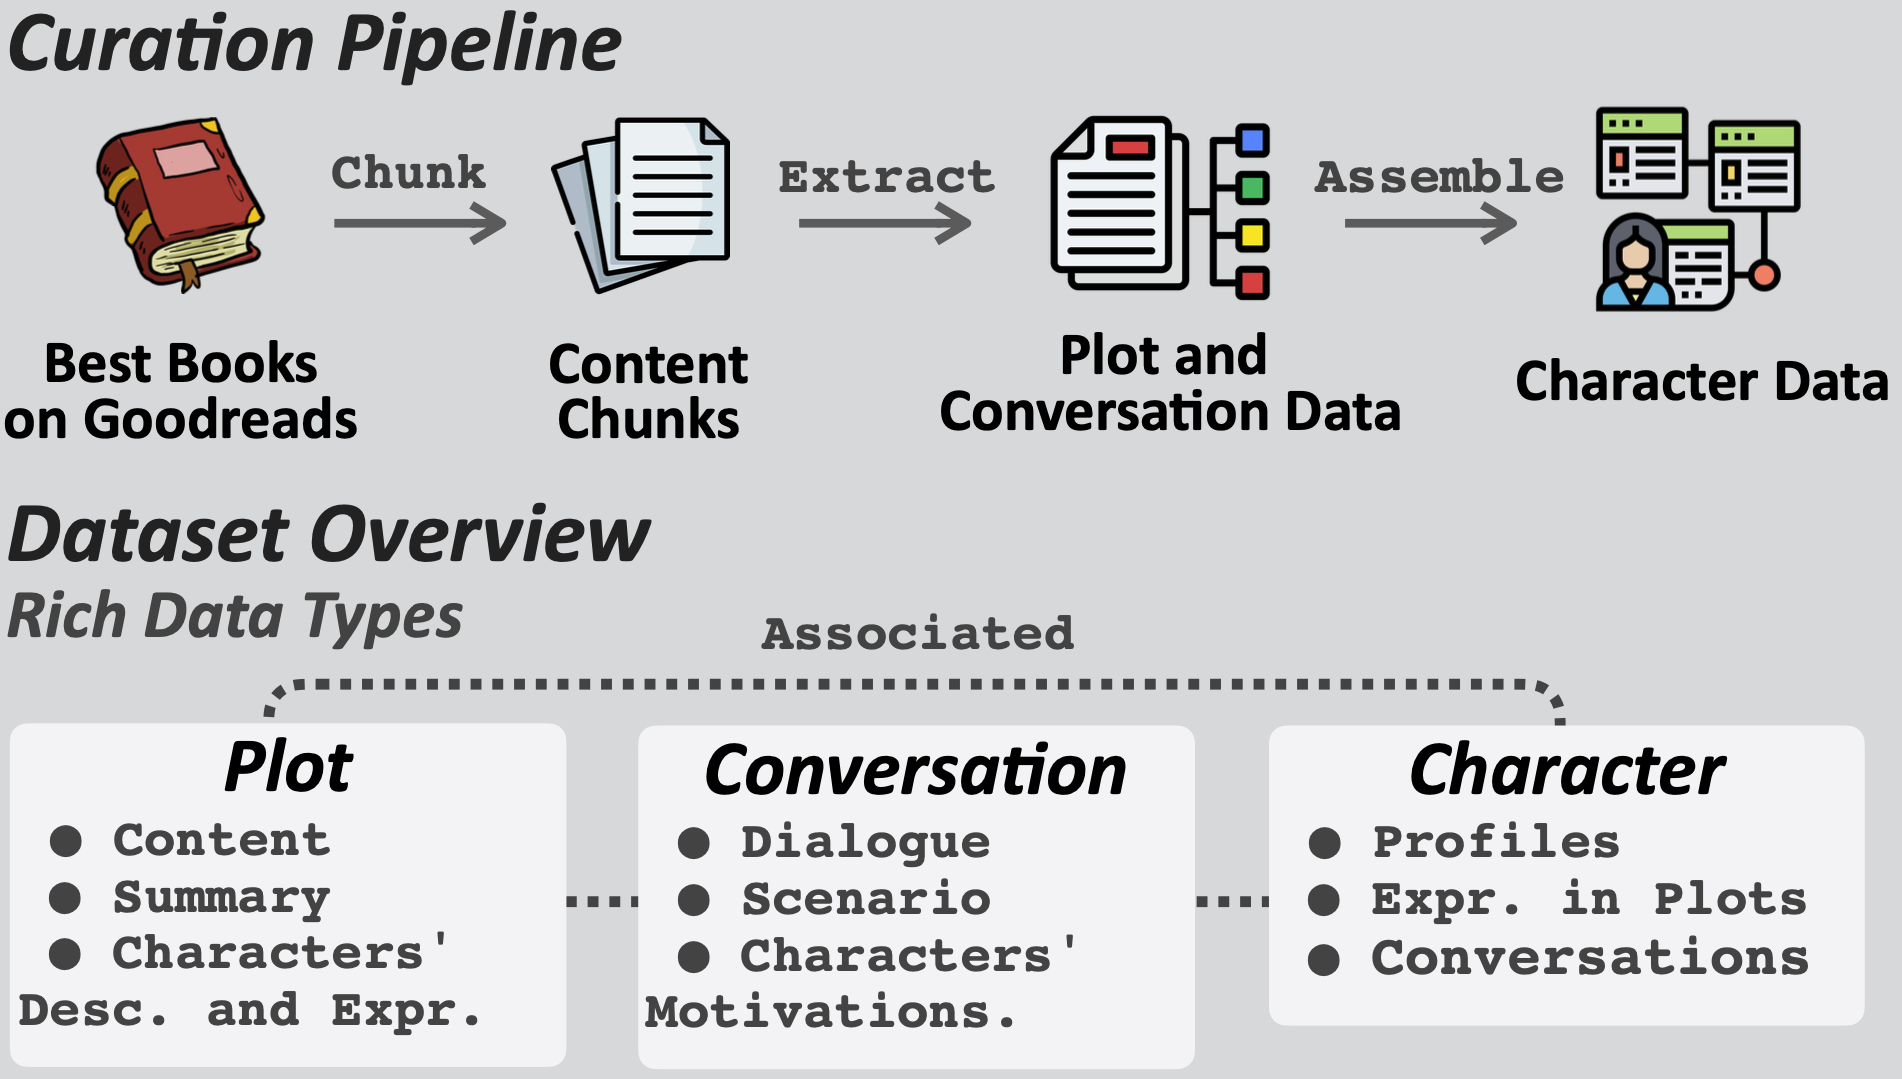 Curation Pipeline
Chunk
Extract
Assemble
Best Books
on Goodreads
Content
Chunks
Plot and
Conversation Data
Character Data
Dataset Overview
Rich Data Types
Associated
Plot
● Content
● Summary
● Characters'
Desc. and Expr.
Conversation
● Dialogue
● Scenario
● Characters'
Motivations.
Character
● Profiles
● Expr. in Plots
● Conversations